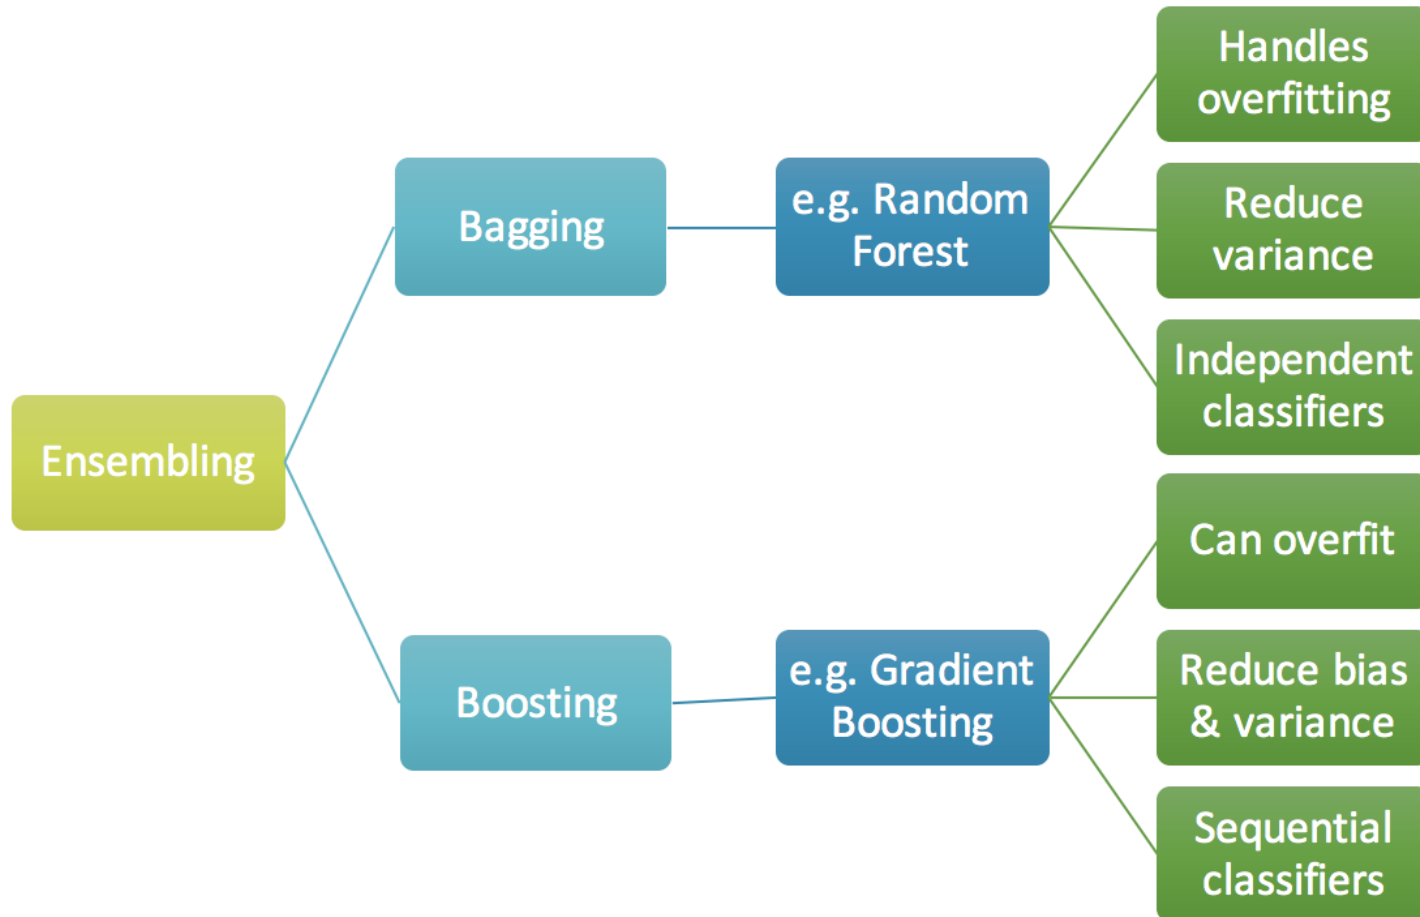 Handles
overfitting
Bagging
e.g. Random
Forest
Reduce
variance
Independent
classifiers
Ensembling
Can overfit
Boosting
e.g. Gradient
Boosting
Reduce bias
& variance
Sequential
classifiers